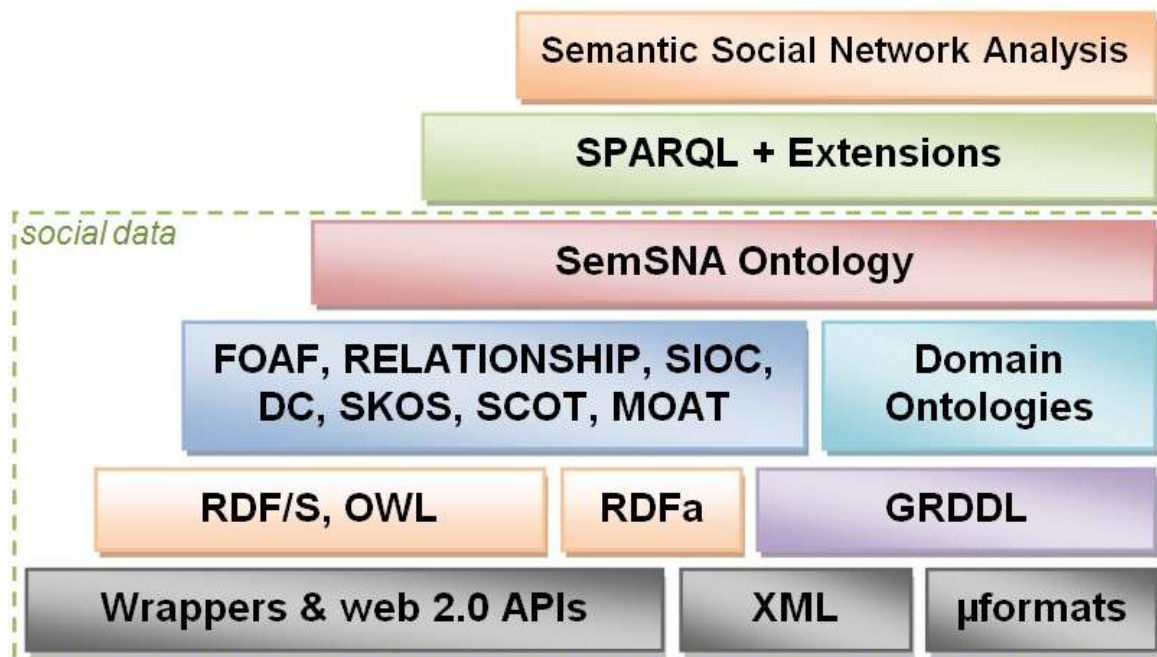 Semantic Social Network Analysis
SPARQL + Extensions
social data
SemSNA Ontology
FOAF, RELATIONSHIP, SIOC,
DC, SKOS, SCOT, MOAT
Domain
Ontologies
RDF/S, OWL
RDFa
GRDDL
Wrappers & web 2.0 APIs
XML
µformats